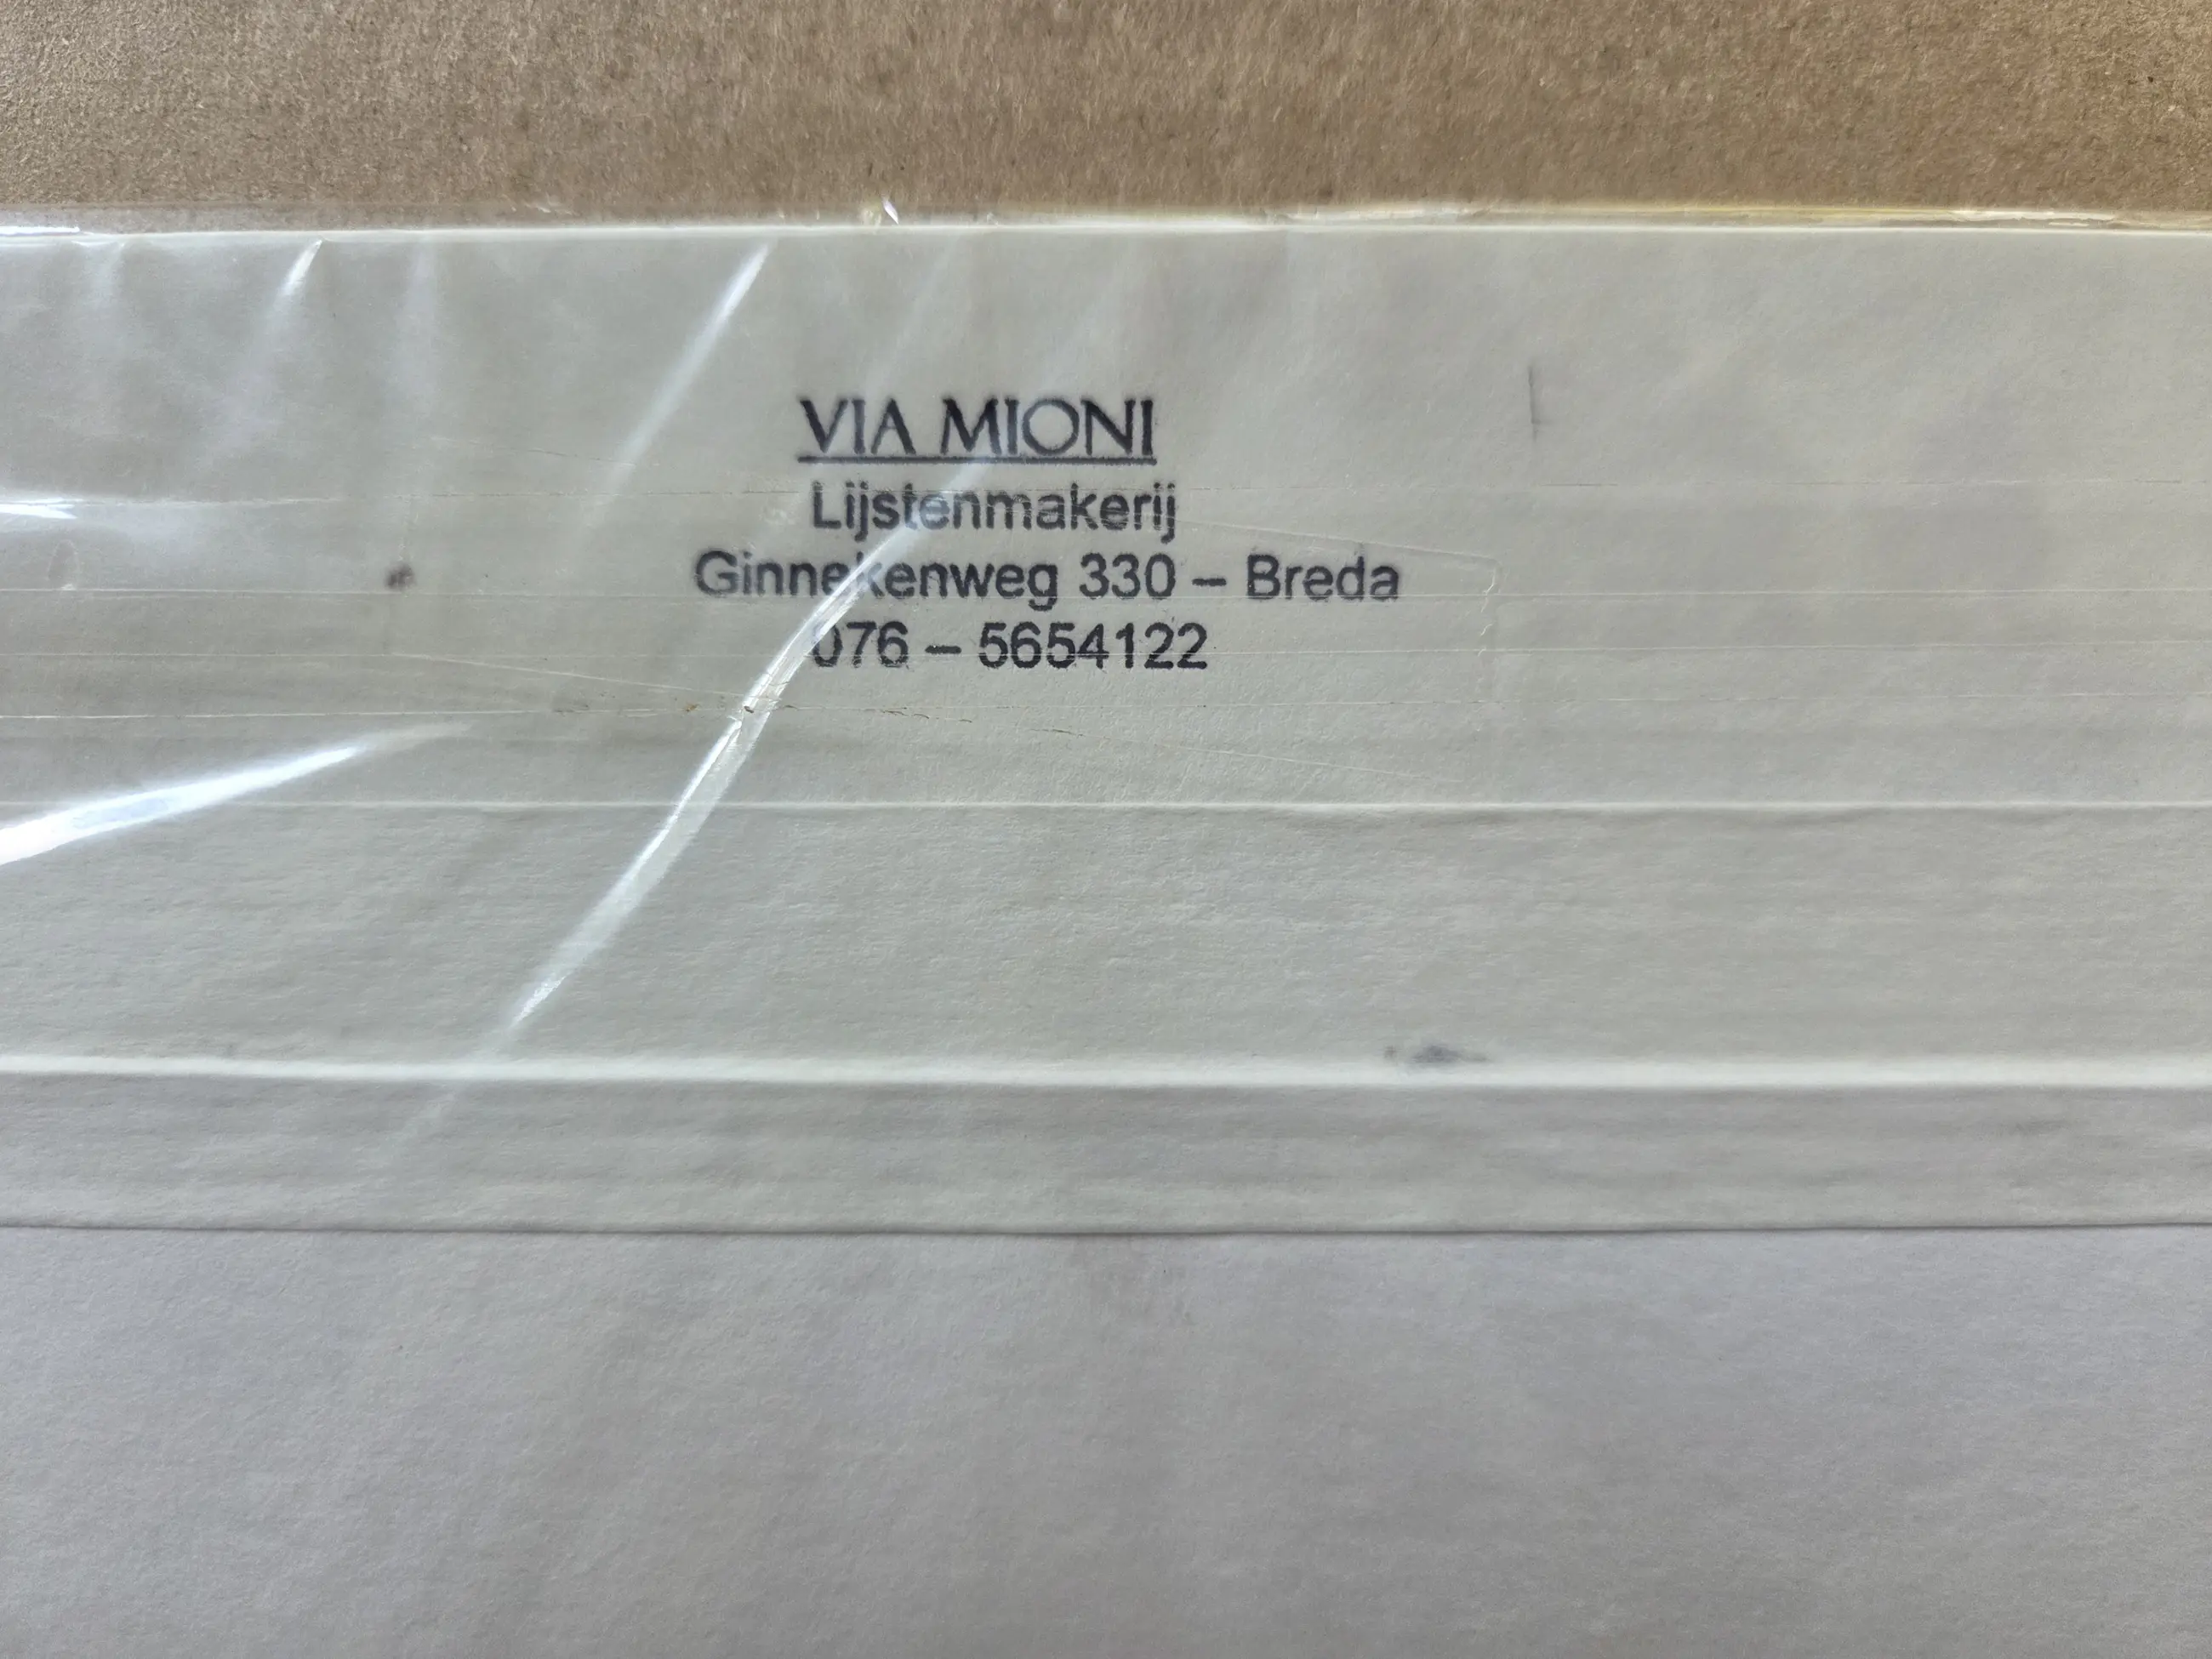 VIA MIONI
Lijstenmakerij
Ginnekenweg 330 – Breda
076 – 5654122